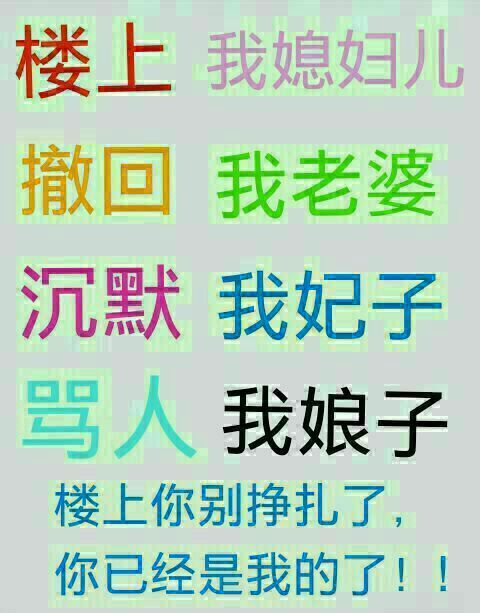 楼上 我媳妇儿
撤回 我老婆
沉默 我妃子
骂人 我娘子
楼上你别挣扎了，
你已经是我的了！！